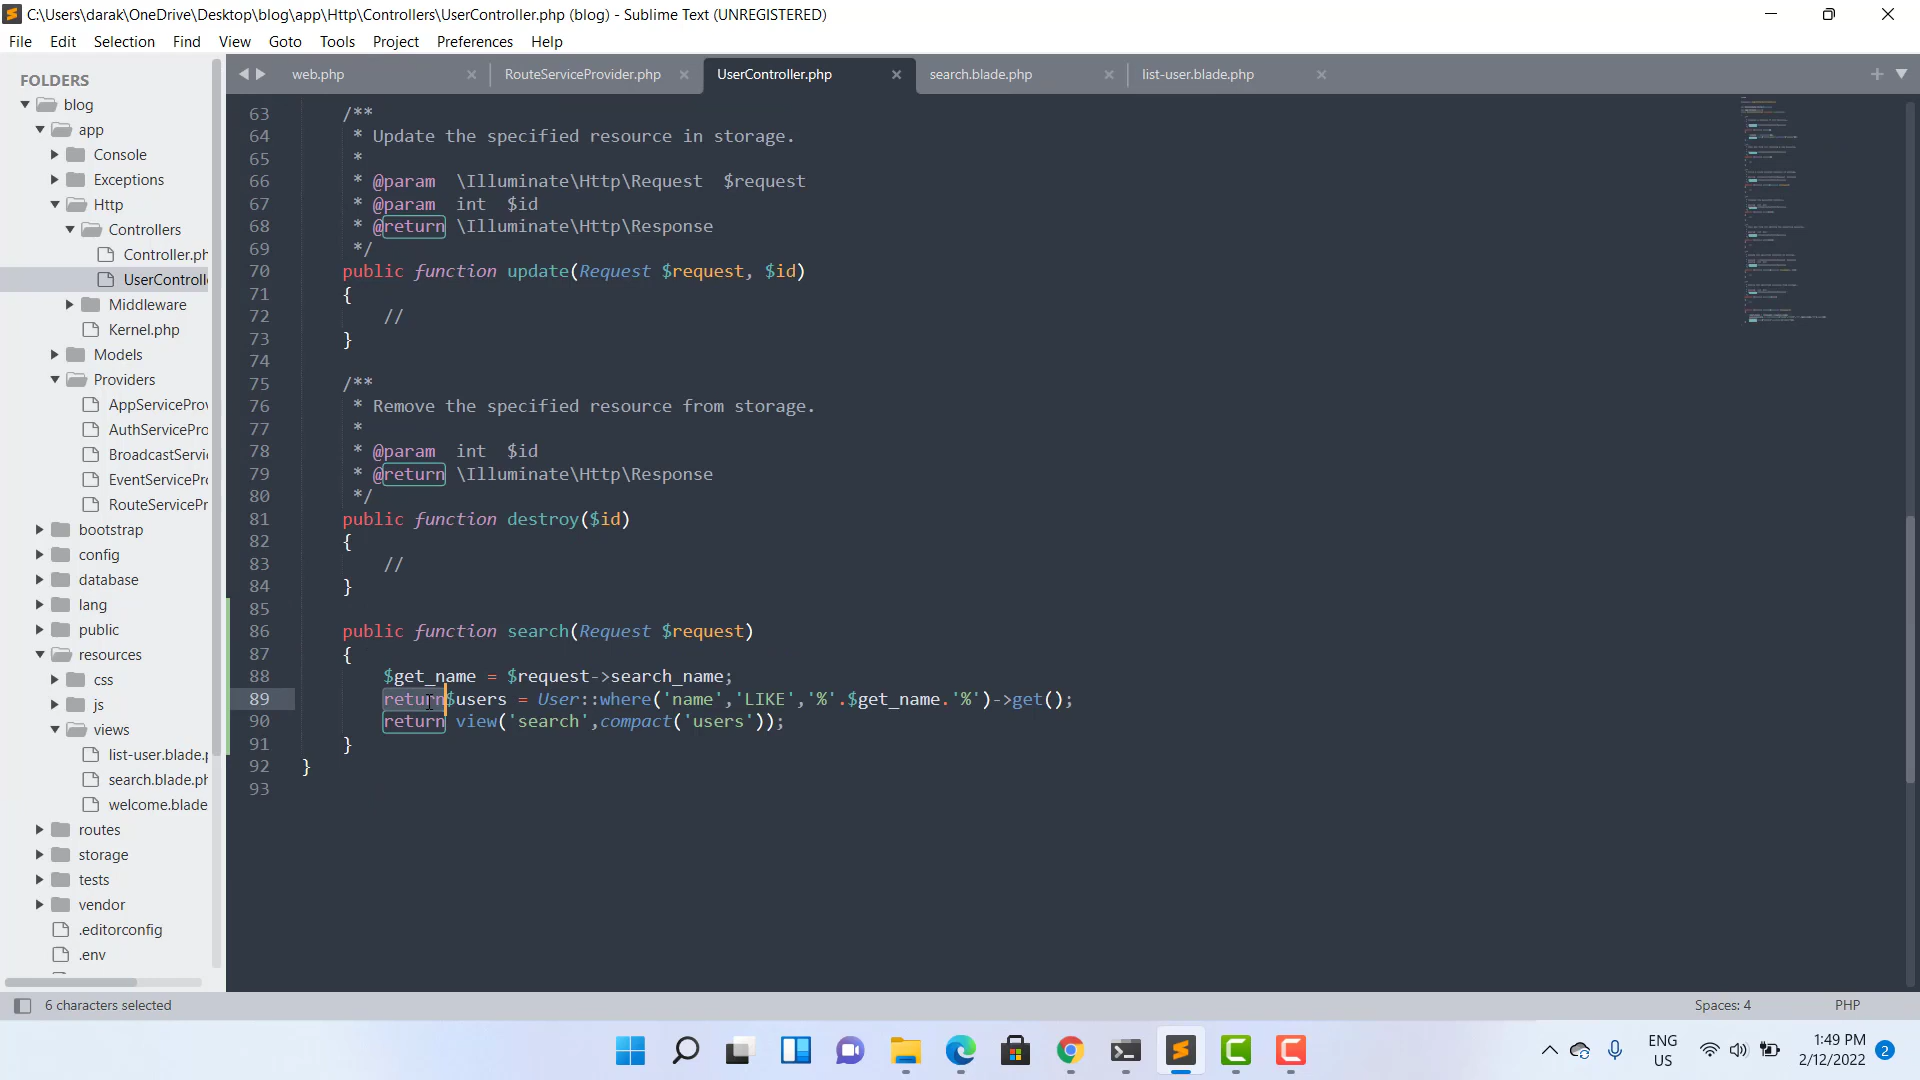 C:\Users\darak\OneDrive\Desktop\blog\app\Http\Controllers\UserController.php (blog) - Sublime Text (UNREGISTERED)
File Edit Selection Find View Goto Tools Project Preferences Help
FOLDERS
blog
app
Console
Exceptions
Http
Controllers
Controller.ph
UserControlle
Middleware
Kernel.php
Models
Providers
AppServiceProv
AuthServicePro
BroadcastServi
EventServicePr
RouteServicePr
bootstrap
config
database
lang
public
resources
css
js
views
list-user.blade.p
search.blade.ph
welcome.blade
routes
storage
tests
vendor
.editorconfig
.env
web.php RouteServiceProvider.php UserController.php search.blade.php list-user.blade.php
63 /**
64 * Update the specified resource in storage.
65 *
66 * @param \Illuminate\Http\Request $request
67 * @param int $id
68 * @return \Illuminate\Http\Response
69 */
70 public function update(Request $request, $id)
71 {
72 //
73 }
74
75 /**
76 * Remove the specified resource from storage.
77 *
78 * @param int $id
79 * @return \Illuminate\Http\Response
80 */
81 public function destroy($id)
82 {
83 //
84 }
85
86 public function search(Request $request)
87 {
88 $get_name = $request->search_name;
89 return$users = User::where('name','LIKE','%'.$get_name.'%')->get();
90 return view('search',compact('users'));
91 }
92 }
93
6 characters selected Spaces: 4 PHP
ENG
US
1:49 PM
2/12/2022
2